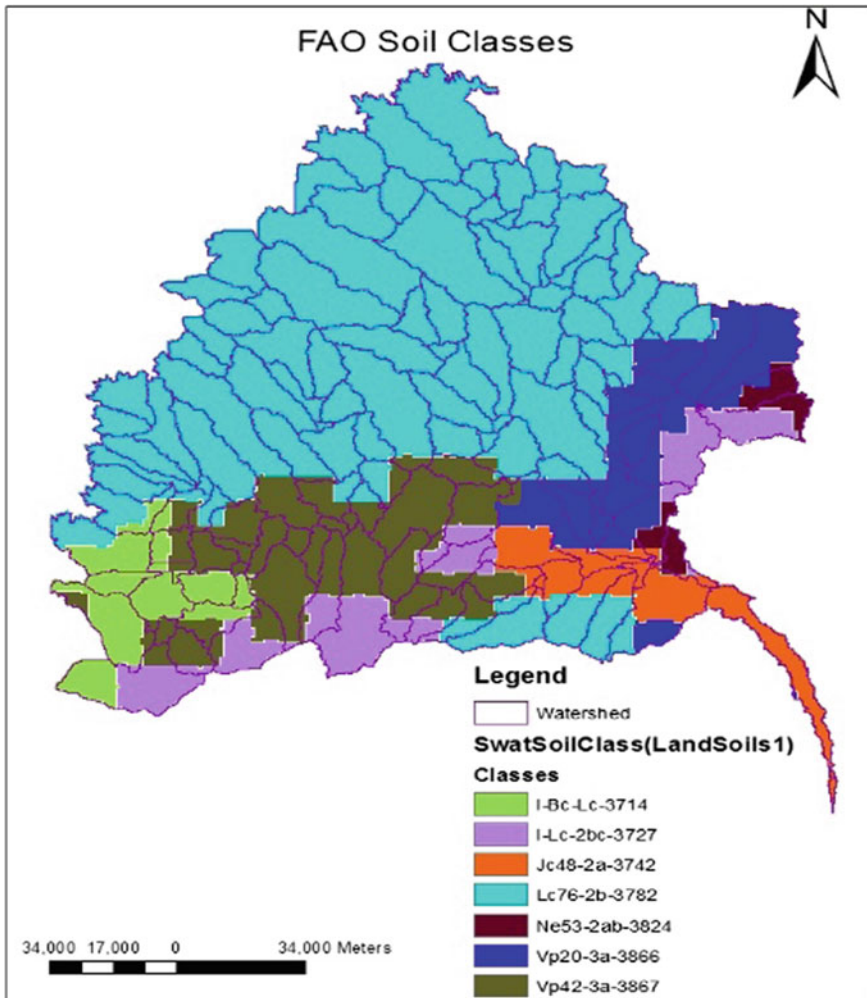 N
FAO Soil Classes
Legend
Watershed
SwatSoilClass(LandSoils1)
Classes
I-Bc-Lc-3714
I-Lc-2bc-3727
Jc48-2a-3742
Lc76-2b-3782
Ne53-2ab-3824
Vp20-3a-3866
Vp42-3a-3867
34,000 17,000 0 34,000 Meters